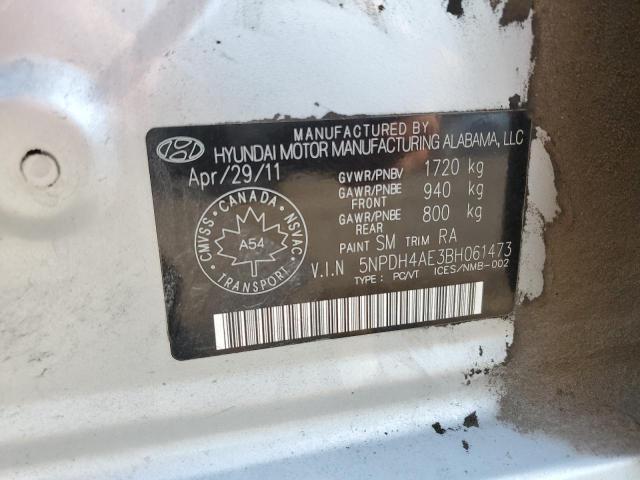 MANUFACTURED BY
HYUNDAI MOTOR MANUFACTURING ALABAMA, LLC
Apr/29/11
GVWR/PNBV 1720 kg
GAWR/PNBE FRONT 940 kg
GAWR/PNBE REAR 800 kg
PAINT SM TRIM RA
V.I.N 5NPDH4AE3BH061473
TYPE : PC/VT ICES/NMB-002
CMVSS · CANADA · NSVAC
A54
TRANSPORT